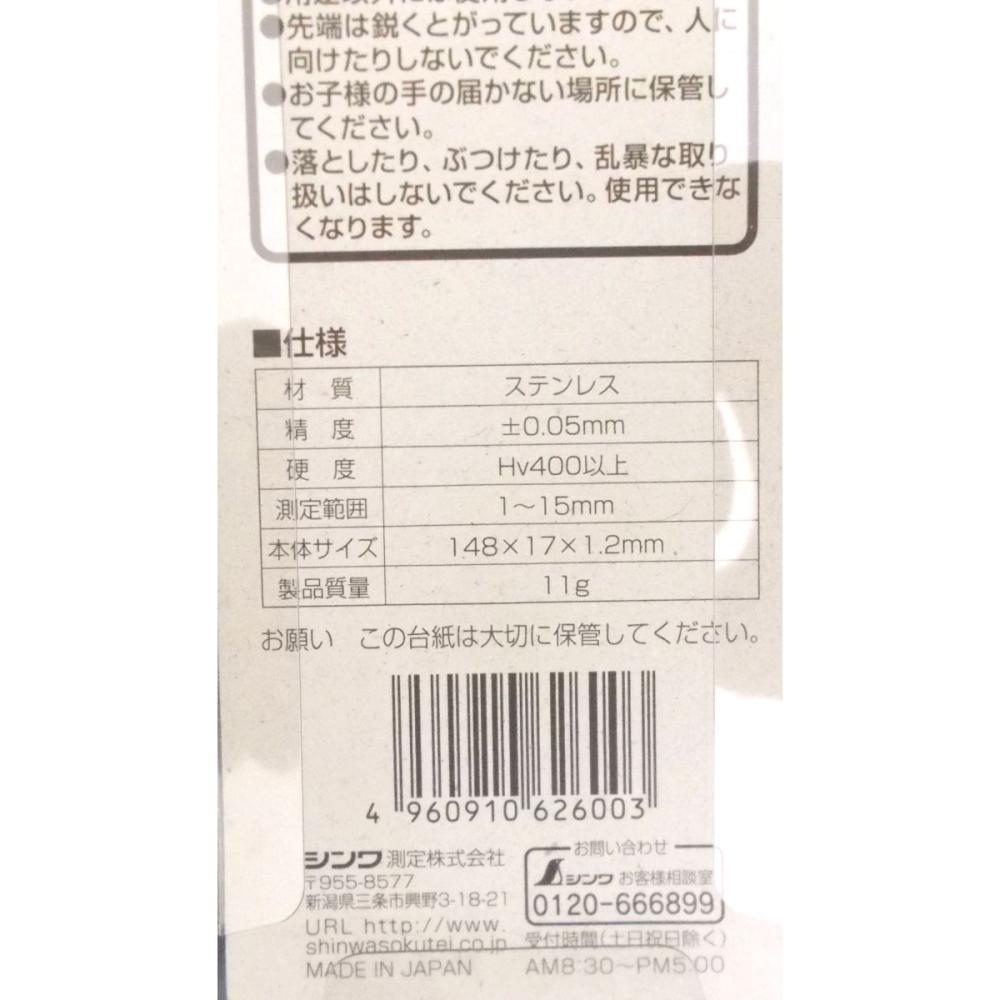 ●用途以外には使用しない
●先端は鋭くとがっていますので、人に
向けたりしないでください。
●お子様の手の届かない場所に保管し
てください。
●落としたり、ぶつけたり、乱暴な取り
扱いはしないでください。使用できな
くなります。
■仕様
材 質 ステンレス
精 度 ±0.05mm
硬 度 Hv400以上
測定範囲 1〜15mm
本体サイズ 148×17×1.2mm
製品質量 11g
お願い この台紙は大切に保管してください。
4 960910 626003
シンワ測定株式会社
〒955-8577
新潟県三条市興野3-18-21
URL http://www.
shinwasokutei.co.jp
MADE IN JAPAN
お問い合わせ
シンワ お客様相談室
0120-666899
受付時間(土日祝日除く)
AM8:30〜PM5:00